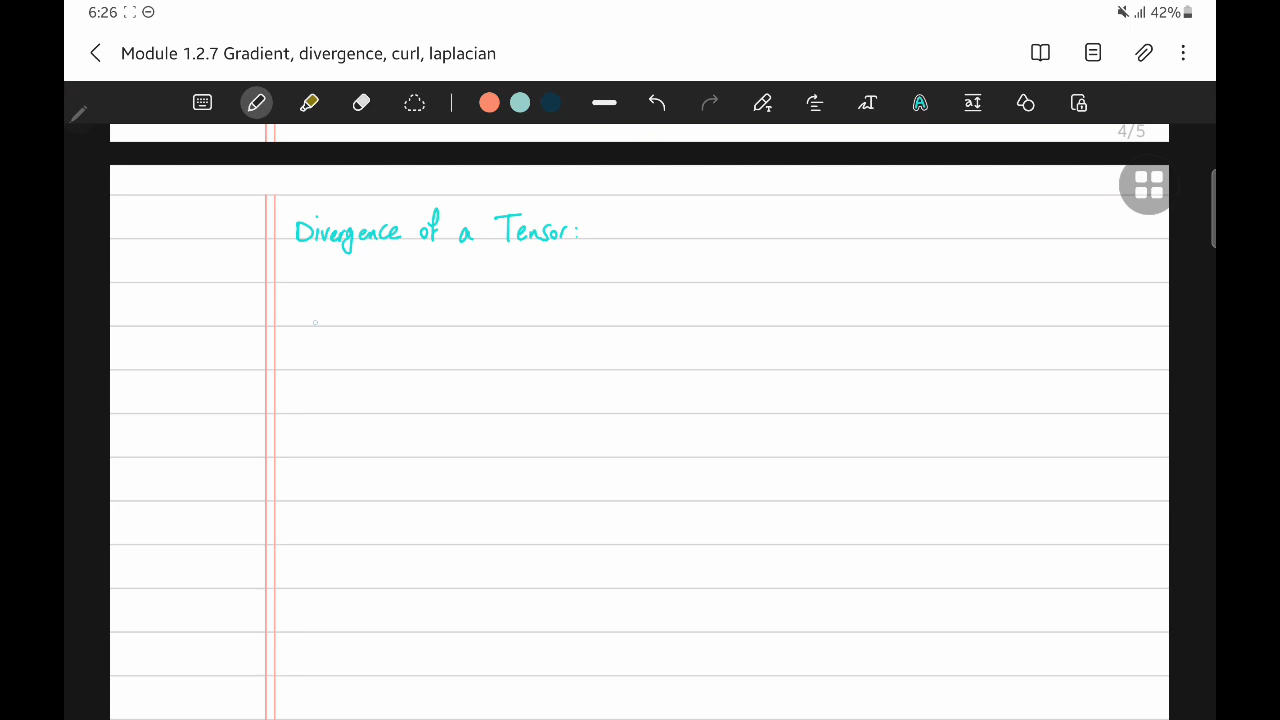 6:26 42%
Module 1.2.7 Gradient, divergence, curl, laplacian
4/5
Divergence of a Tensor: